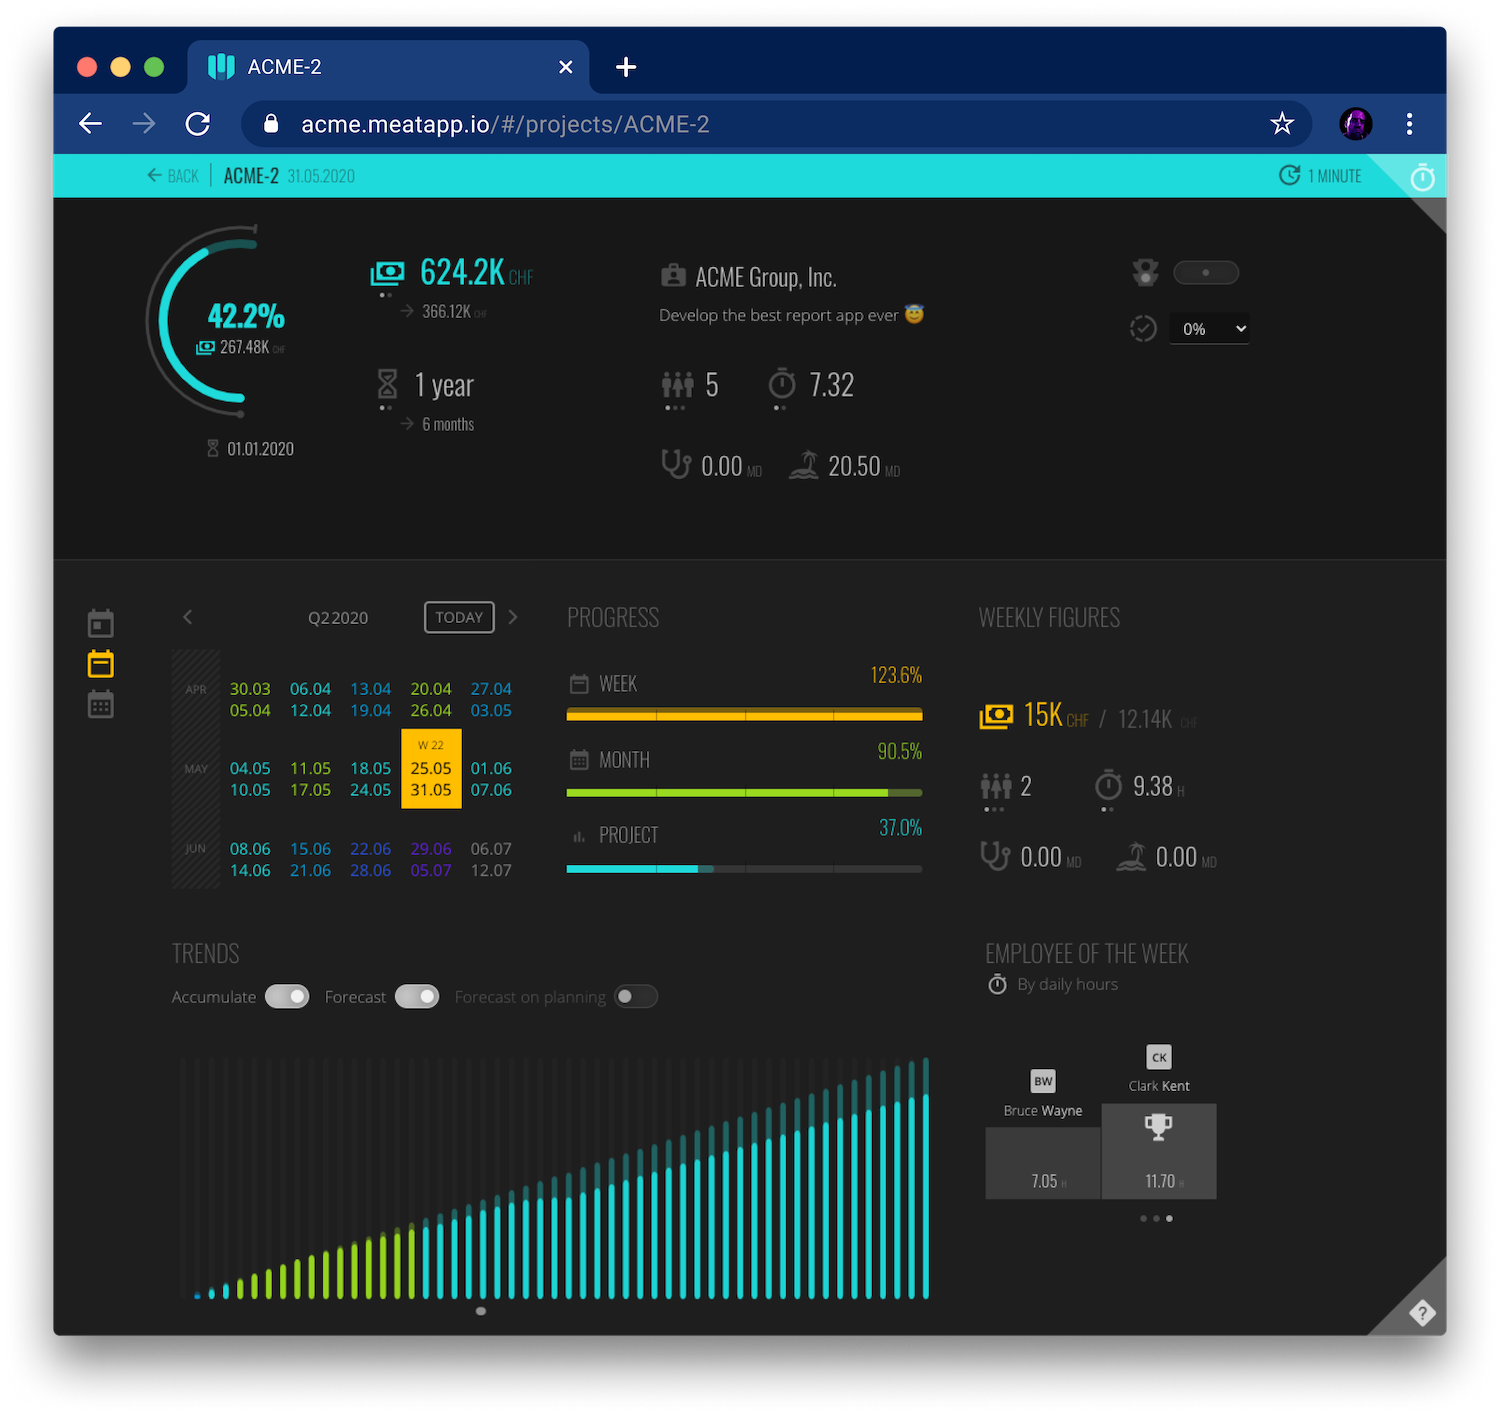 ACME-2
acme.meatapp.io/#/projects/ACME-2
BACK ACME-2 31.05.2020 1 MINUTE
42.2%
267.48K CHF
01.01.2020
624.2K CHF
366.12K CHF
1 year
6 months
ACME Group, Inc.
Develop the best report app ever 😇
5 7.32
0.00 MD 20.50 MD
0%
Q2 2020 TODAY
APR 30.03 06.04 13.04 20.04 27.04
05.04 12.04 19.04 26.04 03.05
W 22
MAY 04.05 11.05 18.05 25.05 01.06
10.05 17.05 24.05 31.05 07.06
JUN 08.06 15.06 22.06 29.06 06.07
14.06 21.06 28.06 05.07 12.07
PROGRESS
WEEK 123.6%
MONTH 90.5%
PROJECT 37.0%
WEEKLY FIGURES
15K CHF / 12.14K CHF
2 9.38 H
0.00 MD 0.00 MD
TRENDS
Accumulate Forecast Forecast on planning
EMPLOYEE OF THE WEEK
By daily hours
CK
Clark Kent
BW
Bruce Wayne
7.05 H 11.70 H
?